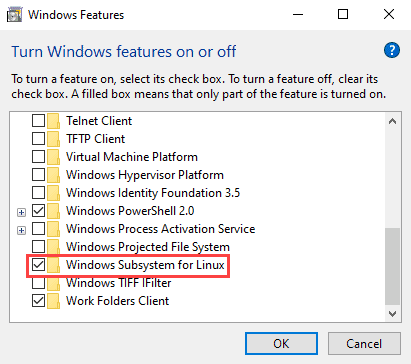 Windows Features
Turn Windows features on or off
?
To turn a feature on, select its check box. To turn a feature off, clear its
check box. A filled box means that only part of the feature is turned on.
Telnet Client
TFTP Client
Virtual Machine Platform
Windows Hypervisor Platform
Windows Identity Foundation 3.5
Windows PowerShell 2.0
Windows Process Activation Service
Windows Projected File System
Windows Subsystem for Linux
Windows TIFF IFilter
Work Folders Client
OK
Cancel